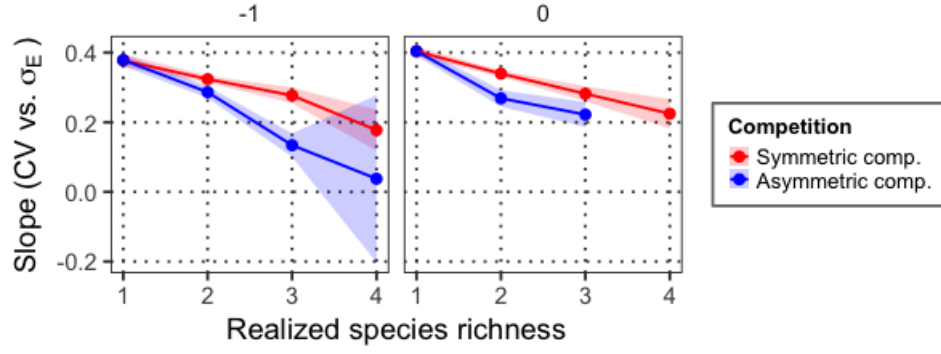 -1
0
Slope (CV vs. σE)
0.4
0.2
0.0
-0.2
1 2 3 4
1 2 3 4
Realized species richness
Competition
Symmetric comp.
Asymmetric comp.